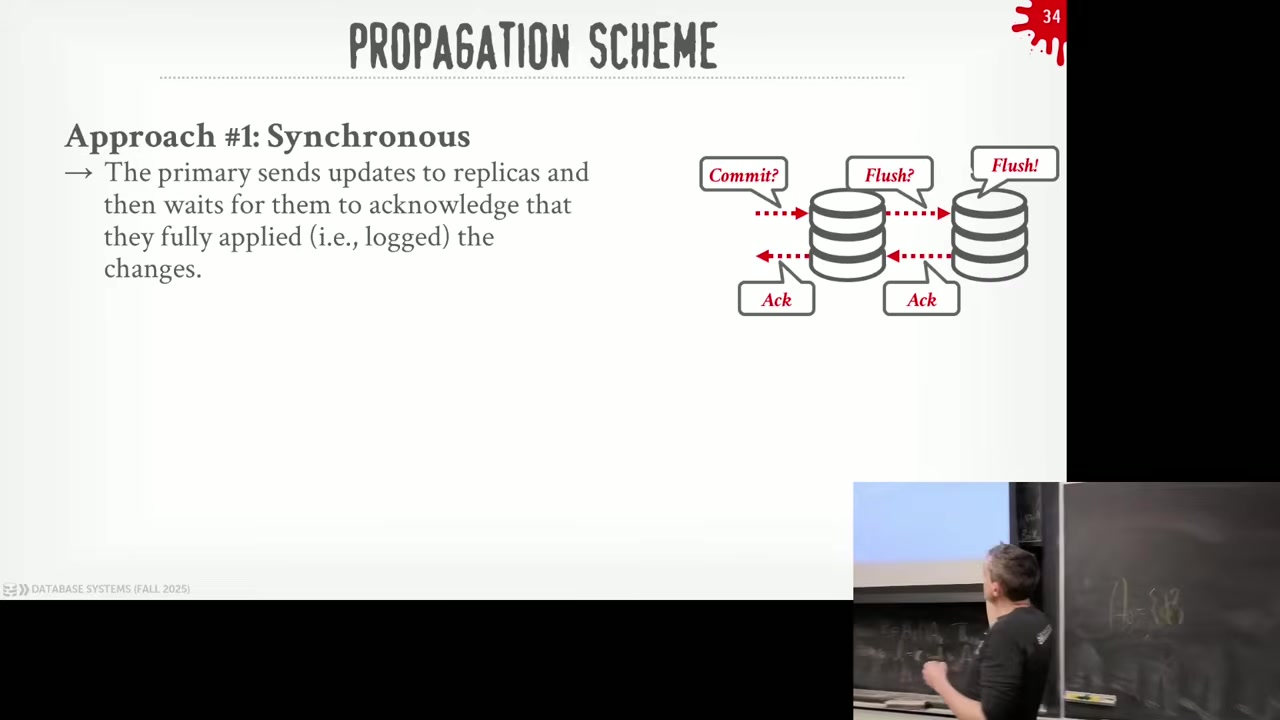 34
PROPAGATION SCHEME
Approach #1: Synchronous
→ The primary sends updates to replicas and
then waits for them to acknowledge that
they fully applied (i.e., logged) the
changes.
Commit?
Flush?
Flush!
Ack
Ack
DATABASE SYSTEMS (FALL 2025)